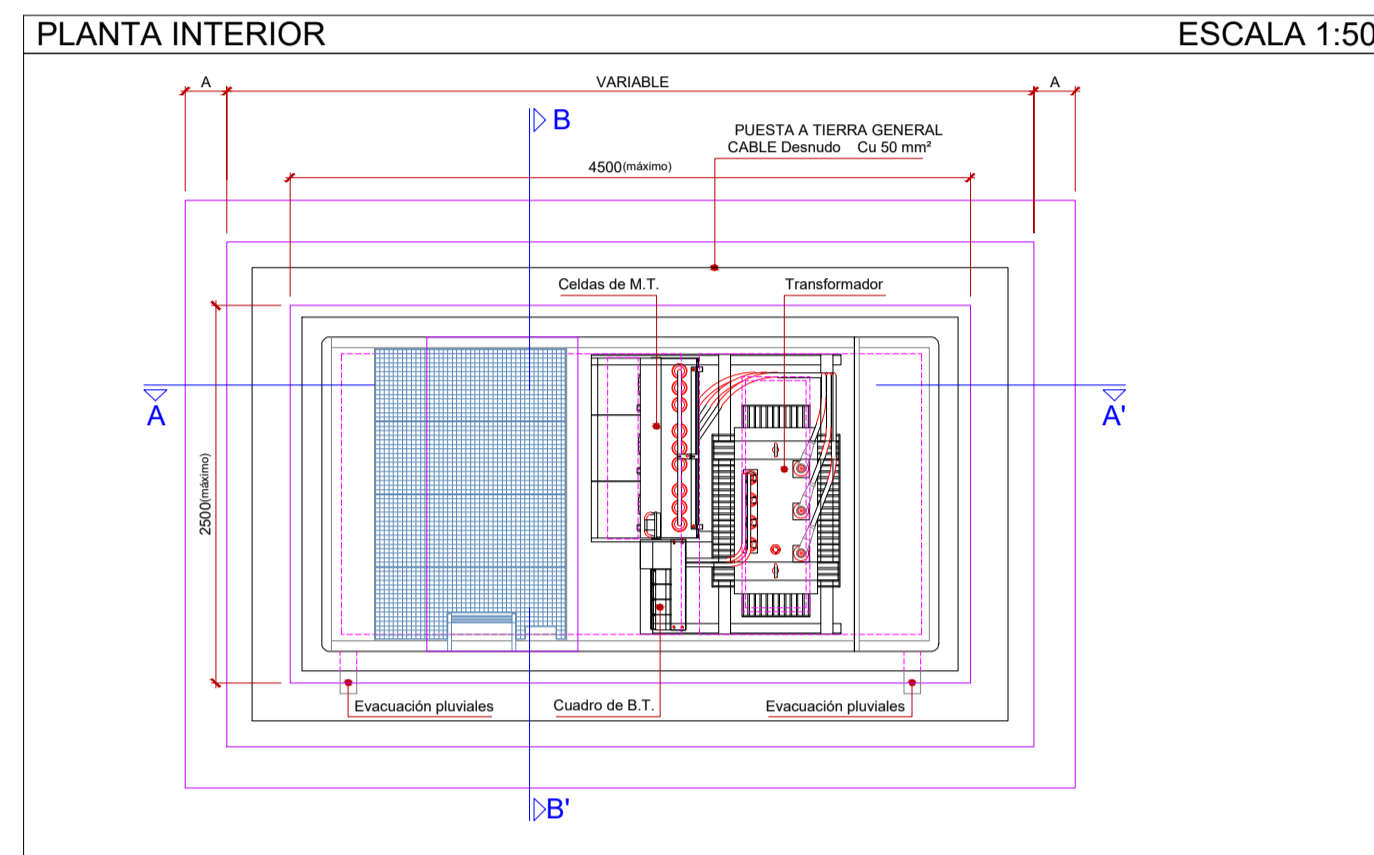 PLANTA INTERIOR
ESCALA 1:50
A
VARIABLE
A
B
PUESTA A TIERRA GENERAL
CABLE Desnudo Cu 50 mm²
4500(máximo)
Celdas de M.T.
Transformador
A
A'
2500(máximo)
Evacuación pluviales
Cuadro de B.T.
Evacuación pluviales
B'